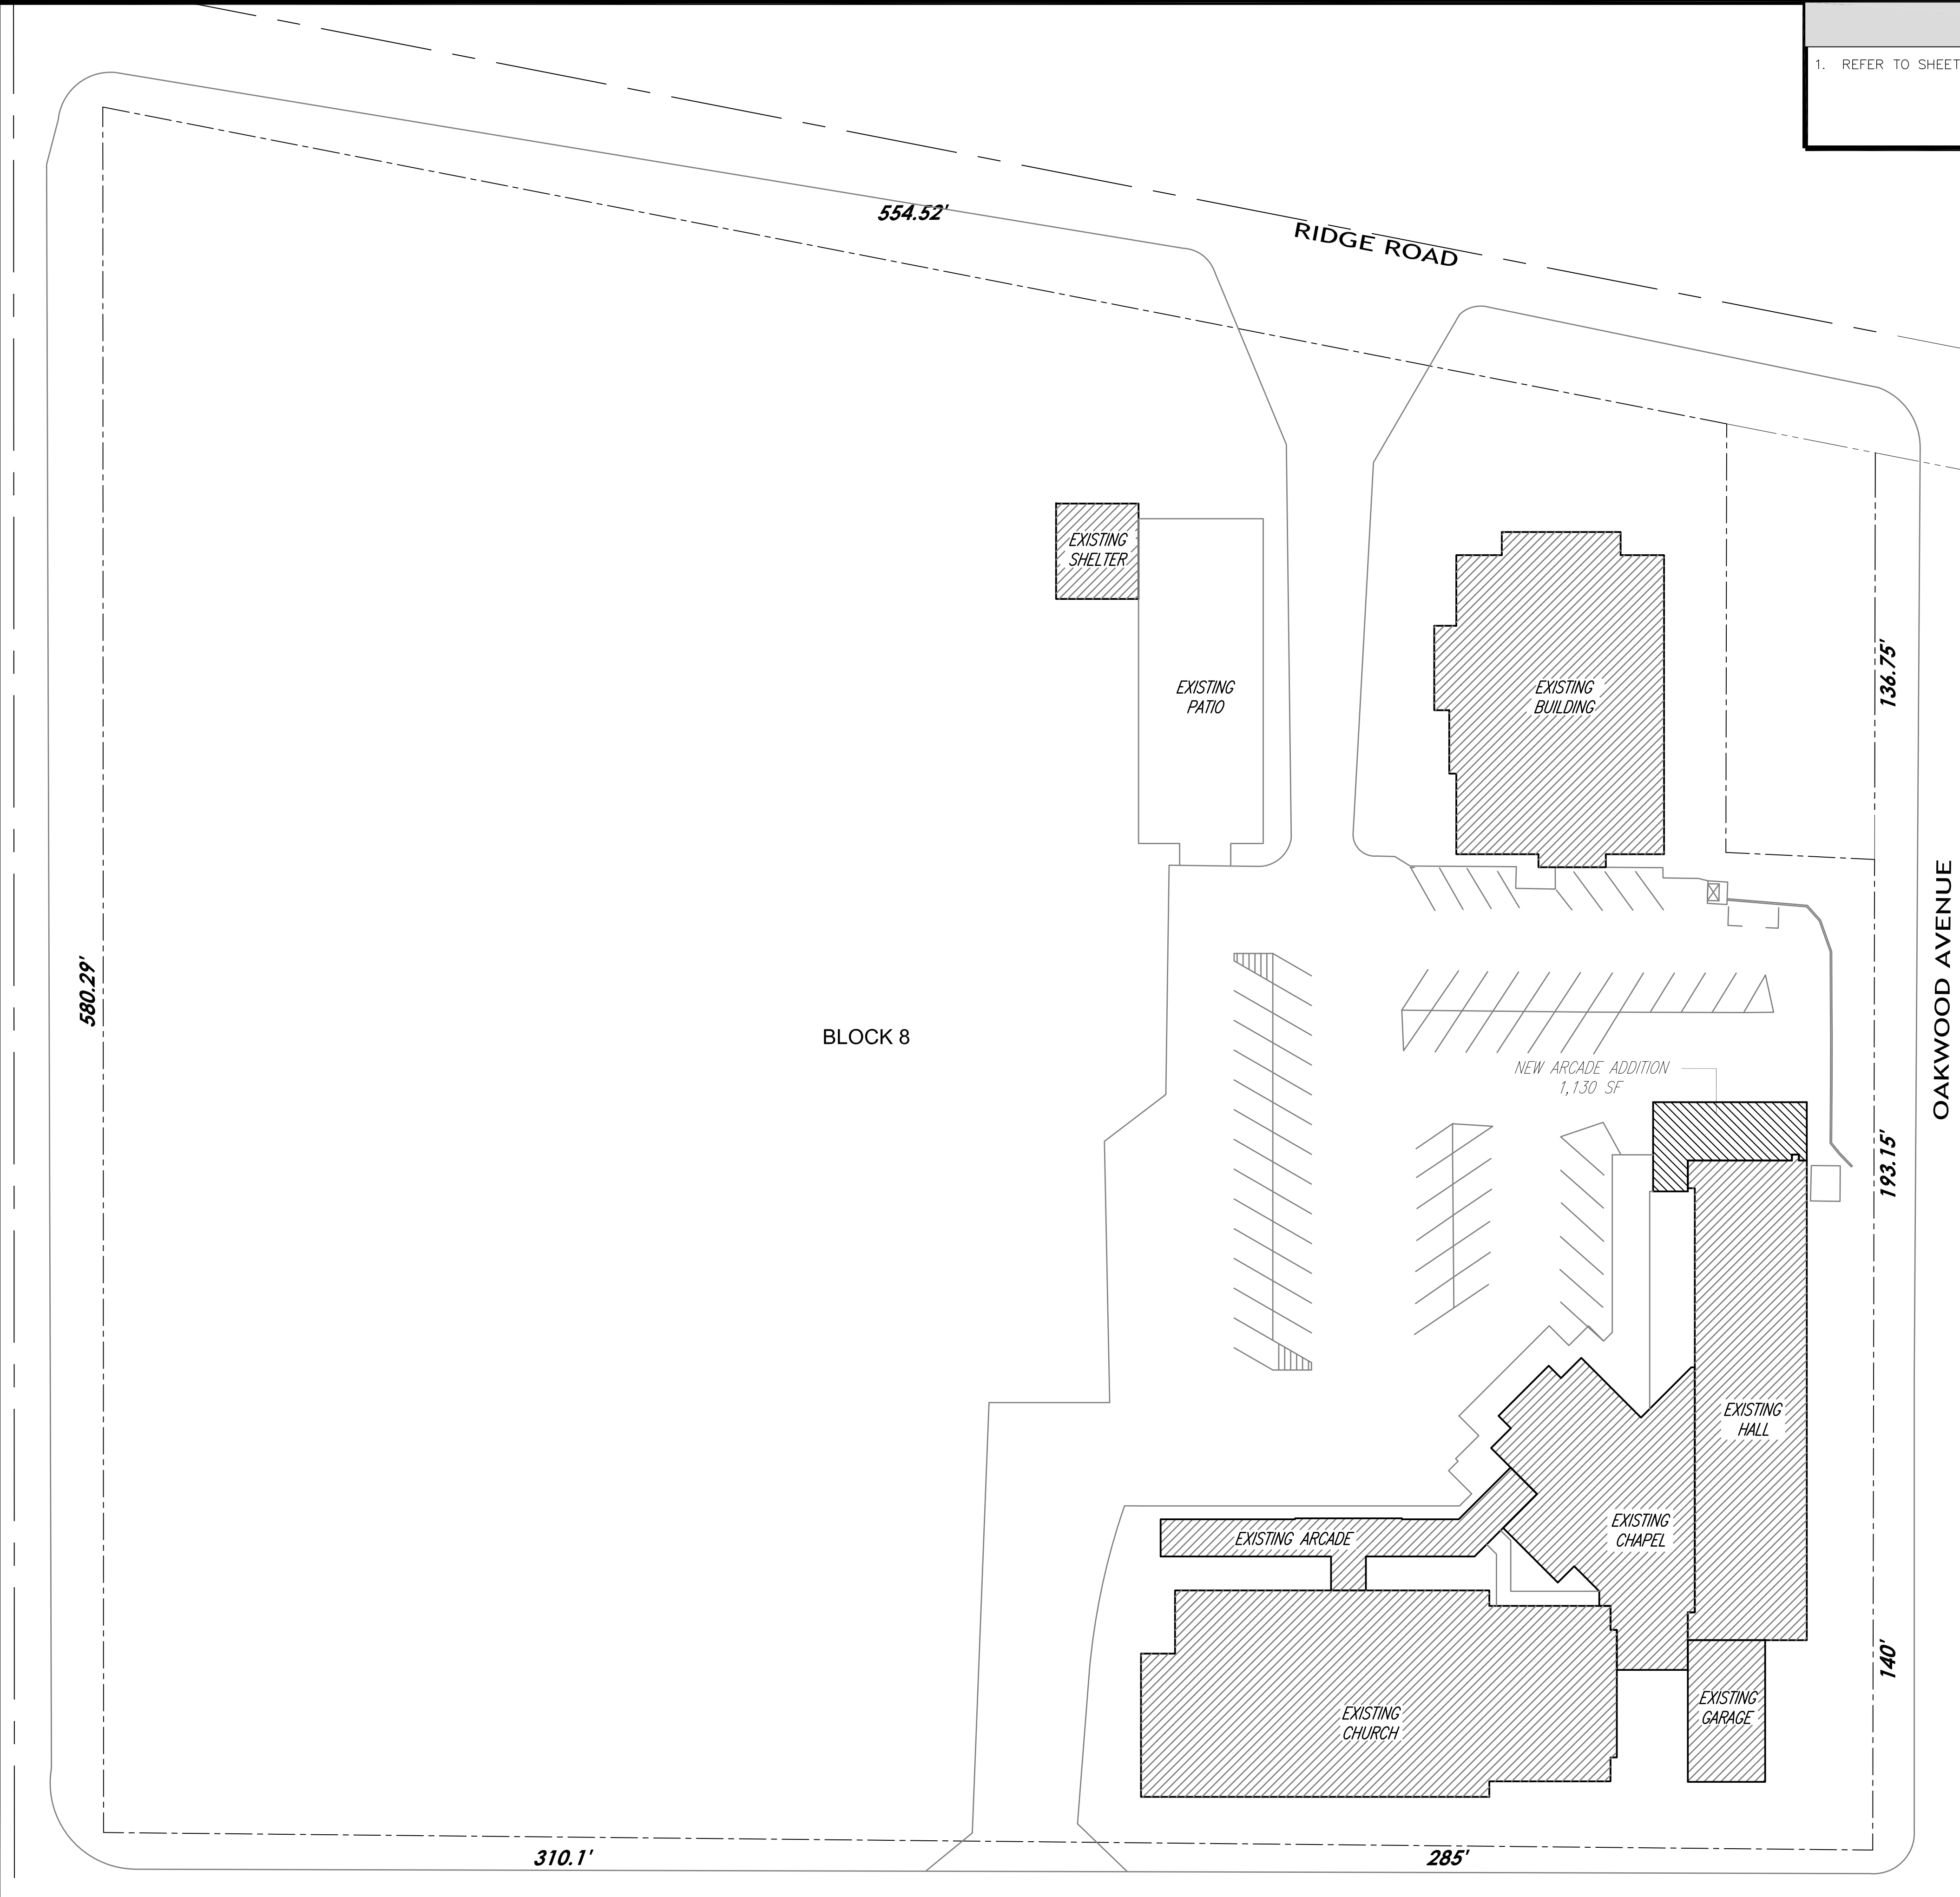 1. REFER TO SHEET
554.52'
RIDGE ROAD
EXISTING
SHELTER
EXISTING
PATIO
EXISTING
BUILDING
136.75'
OAKWOOD AVENUE
580.29'
BLOCK 8
NEW ARCADE ADDITION
1,130 SF
193.15'
EXISTING
HALL
EXISTING
CHAPEL
EXISTING ARCADE
140'
EXISTING
GARAGE
EXISTING
CHURCH
310.1'
285'